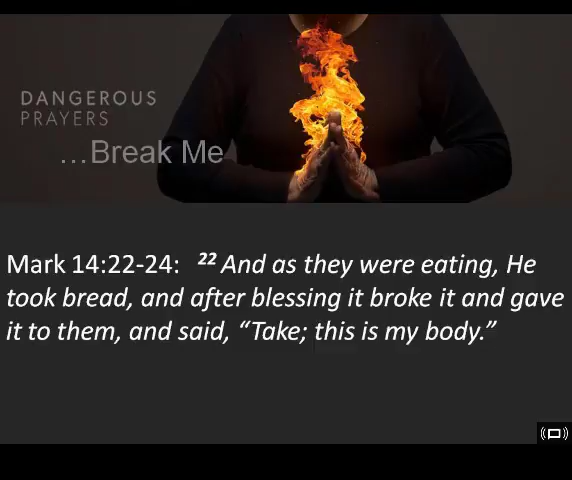 DANGEROUS
PRAYERS
...Break Me
Mark 14:22-24: ²² And as they were eating, He
took bread, and after blessing it broke it and gave
it to them, and said, “Take; this is my body.”